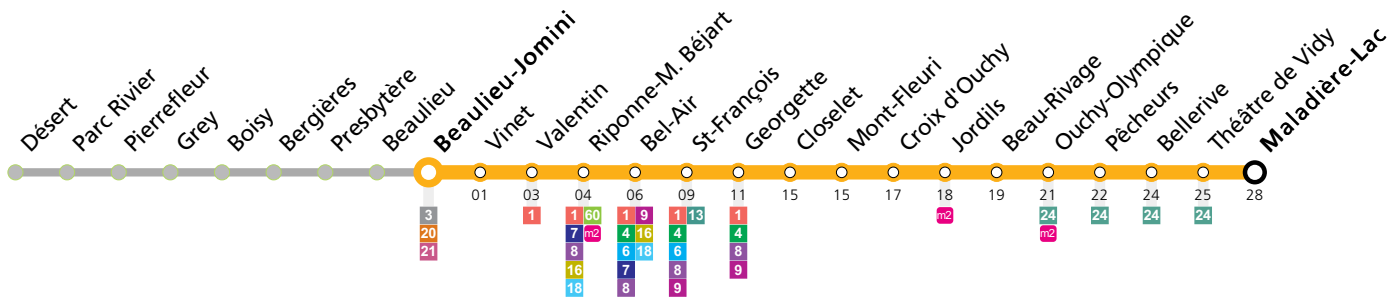 Désert
Parc Rivier
Pierrefleur
Grey
Boisy
Bergières
Presbytère
Beaulieu
Beaulieu-Jomini
Vinet
Valentin
Riponne-M. Béjart
Bel-Air
St-François
Georgette
Closelet
Mont-Fleuri
Croix d'Ouchy
Jordils
Beau-Rivage
Ouchy-Olympique
Pêcheurs
Bellerive
Théâtre de Vidy
Maladière-Lac
01 03 04 06 09 11 15 15 17 18 19 21 22 24 25 28
3 1 1 60 1 9 1 13 1 m2 24 24 24 24
20 7 m2 4 16 4 4 m2
21 8 6 18 6 8
16 7 8 9
18 8 9